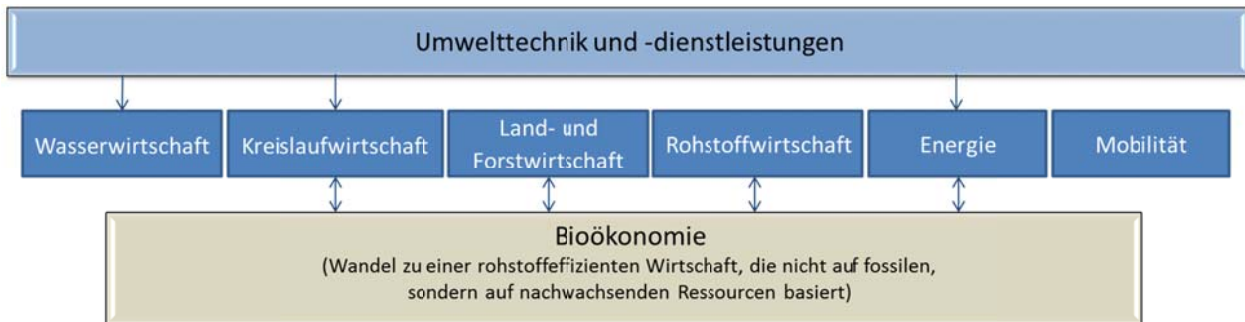 Umwelttechnik und -dienstleistungen
Wasserwirtschaft
Kreislaufwirtschaft
Land- und
Forstwirtschaft
Rohstoffwirtschaft
Energie
Mobilität
Bioökonomie
(Wandel zu einer rohstoffeffizienten Wirtschaft, die nicht auf fossilen,
sondern auf nachwachsenden Ressourcen basiert)